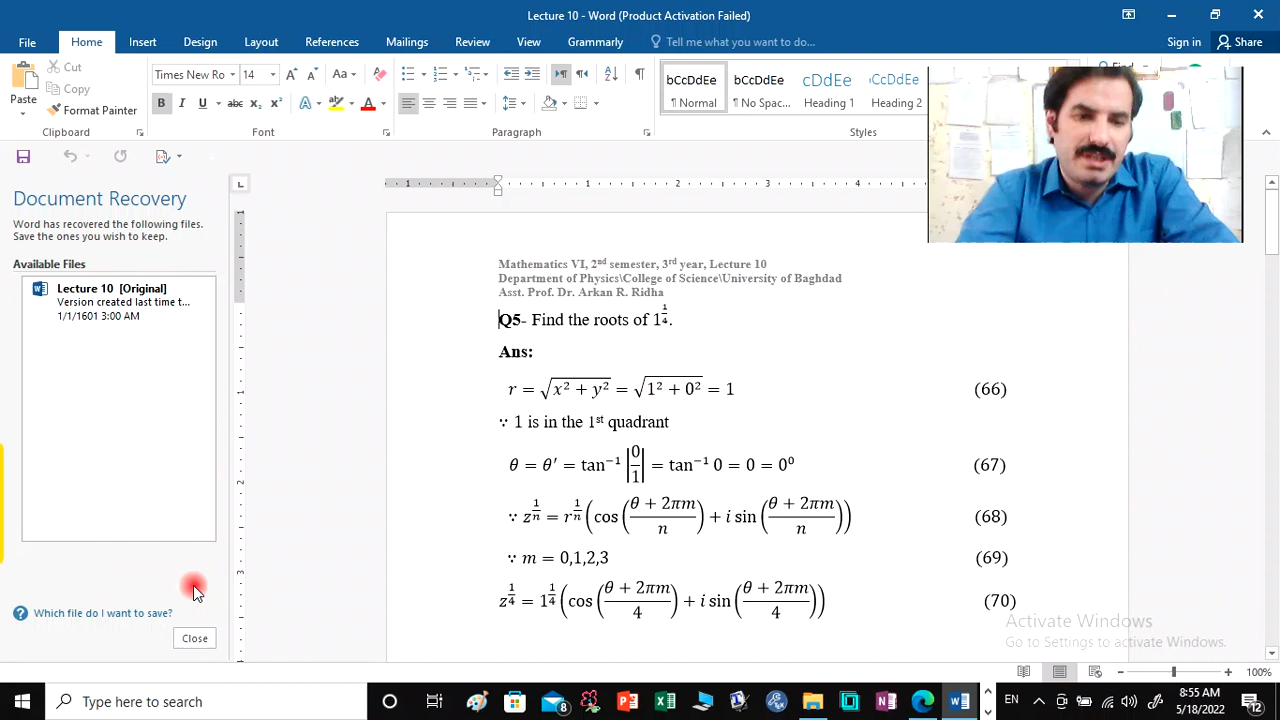 Lecture 10 - Word (Product Activation Failed)
File Home Insert Design Layout References Mailings Review View Grammarly Tell me what you want to do... Sign in Share
Paste
Cut
Copy
Format Painter
Clipboard
Times New Ro 14
Font
Paragraph
AaBbCcDdEe
¶ Normal
¶ No Spac...
Heading 1
Heading 2
Styles
Find
Document Recovery
Word has recovered the following files.
Save the ones you wish to keep.
Available Files
Lecture 10 [Original]
Version created last time t...
1/1/1601 3:00 AM
Which file do I want to save?
Close
Mathematics VI, 2nd semester, 3rd year, Lecture 10
Department of Physics\College of Science\University of Baghdad
Asst. Prof. Dr. Arkan R. Ridha
Q5- Find the roots of 1^(1/4).
Ans:
r = √(x² + y²) = √(1² + 0²) = 1 (66)
∵ 1 is in the 1st quadrant
θ = θ′ = tan⁻¹ |0/1| = tan⁻¹ 0 = 0 = 0⁰ (67)
∵ z^(1/n) = r^(1/n) (cos((θ + 2πm)/n) + i sin((θ + 2πm)/n)) (68)
∵ m = 0,1,2,3 (69)
z^(1/4) = 1^(1/4) (cos((θ + 2πm)/4) + i sin((θ + 2πm)/4)) (70)
Activate Windows
Go to Settings to activate Windows.
100%
Type here to search
EN
8:55 AM
5/18/2022